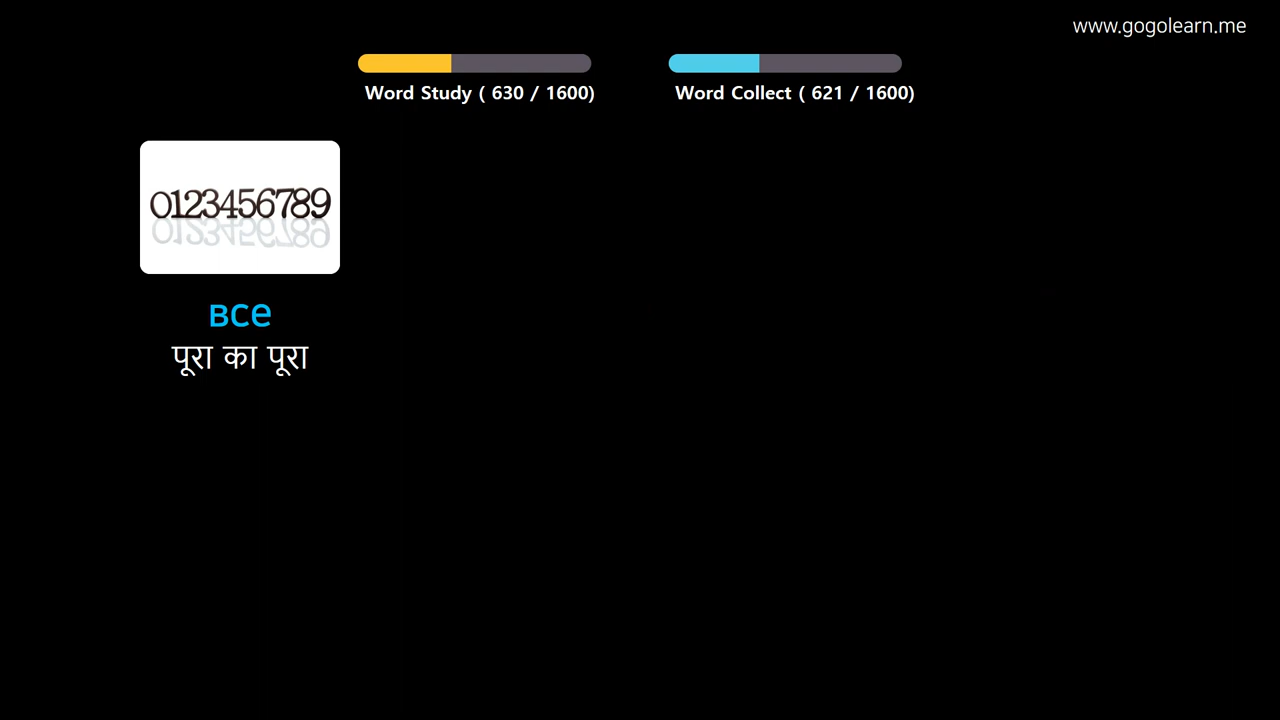 www.gogolearn.me
Word Study ( 630 / 1600)
Word Collect ( 621 / 1600)
0123456789
все
पूरा का पूरा